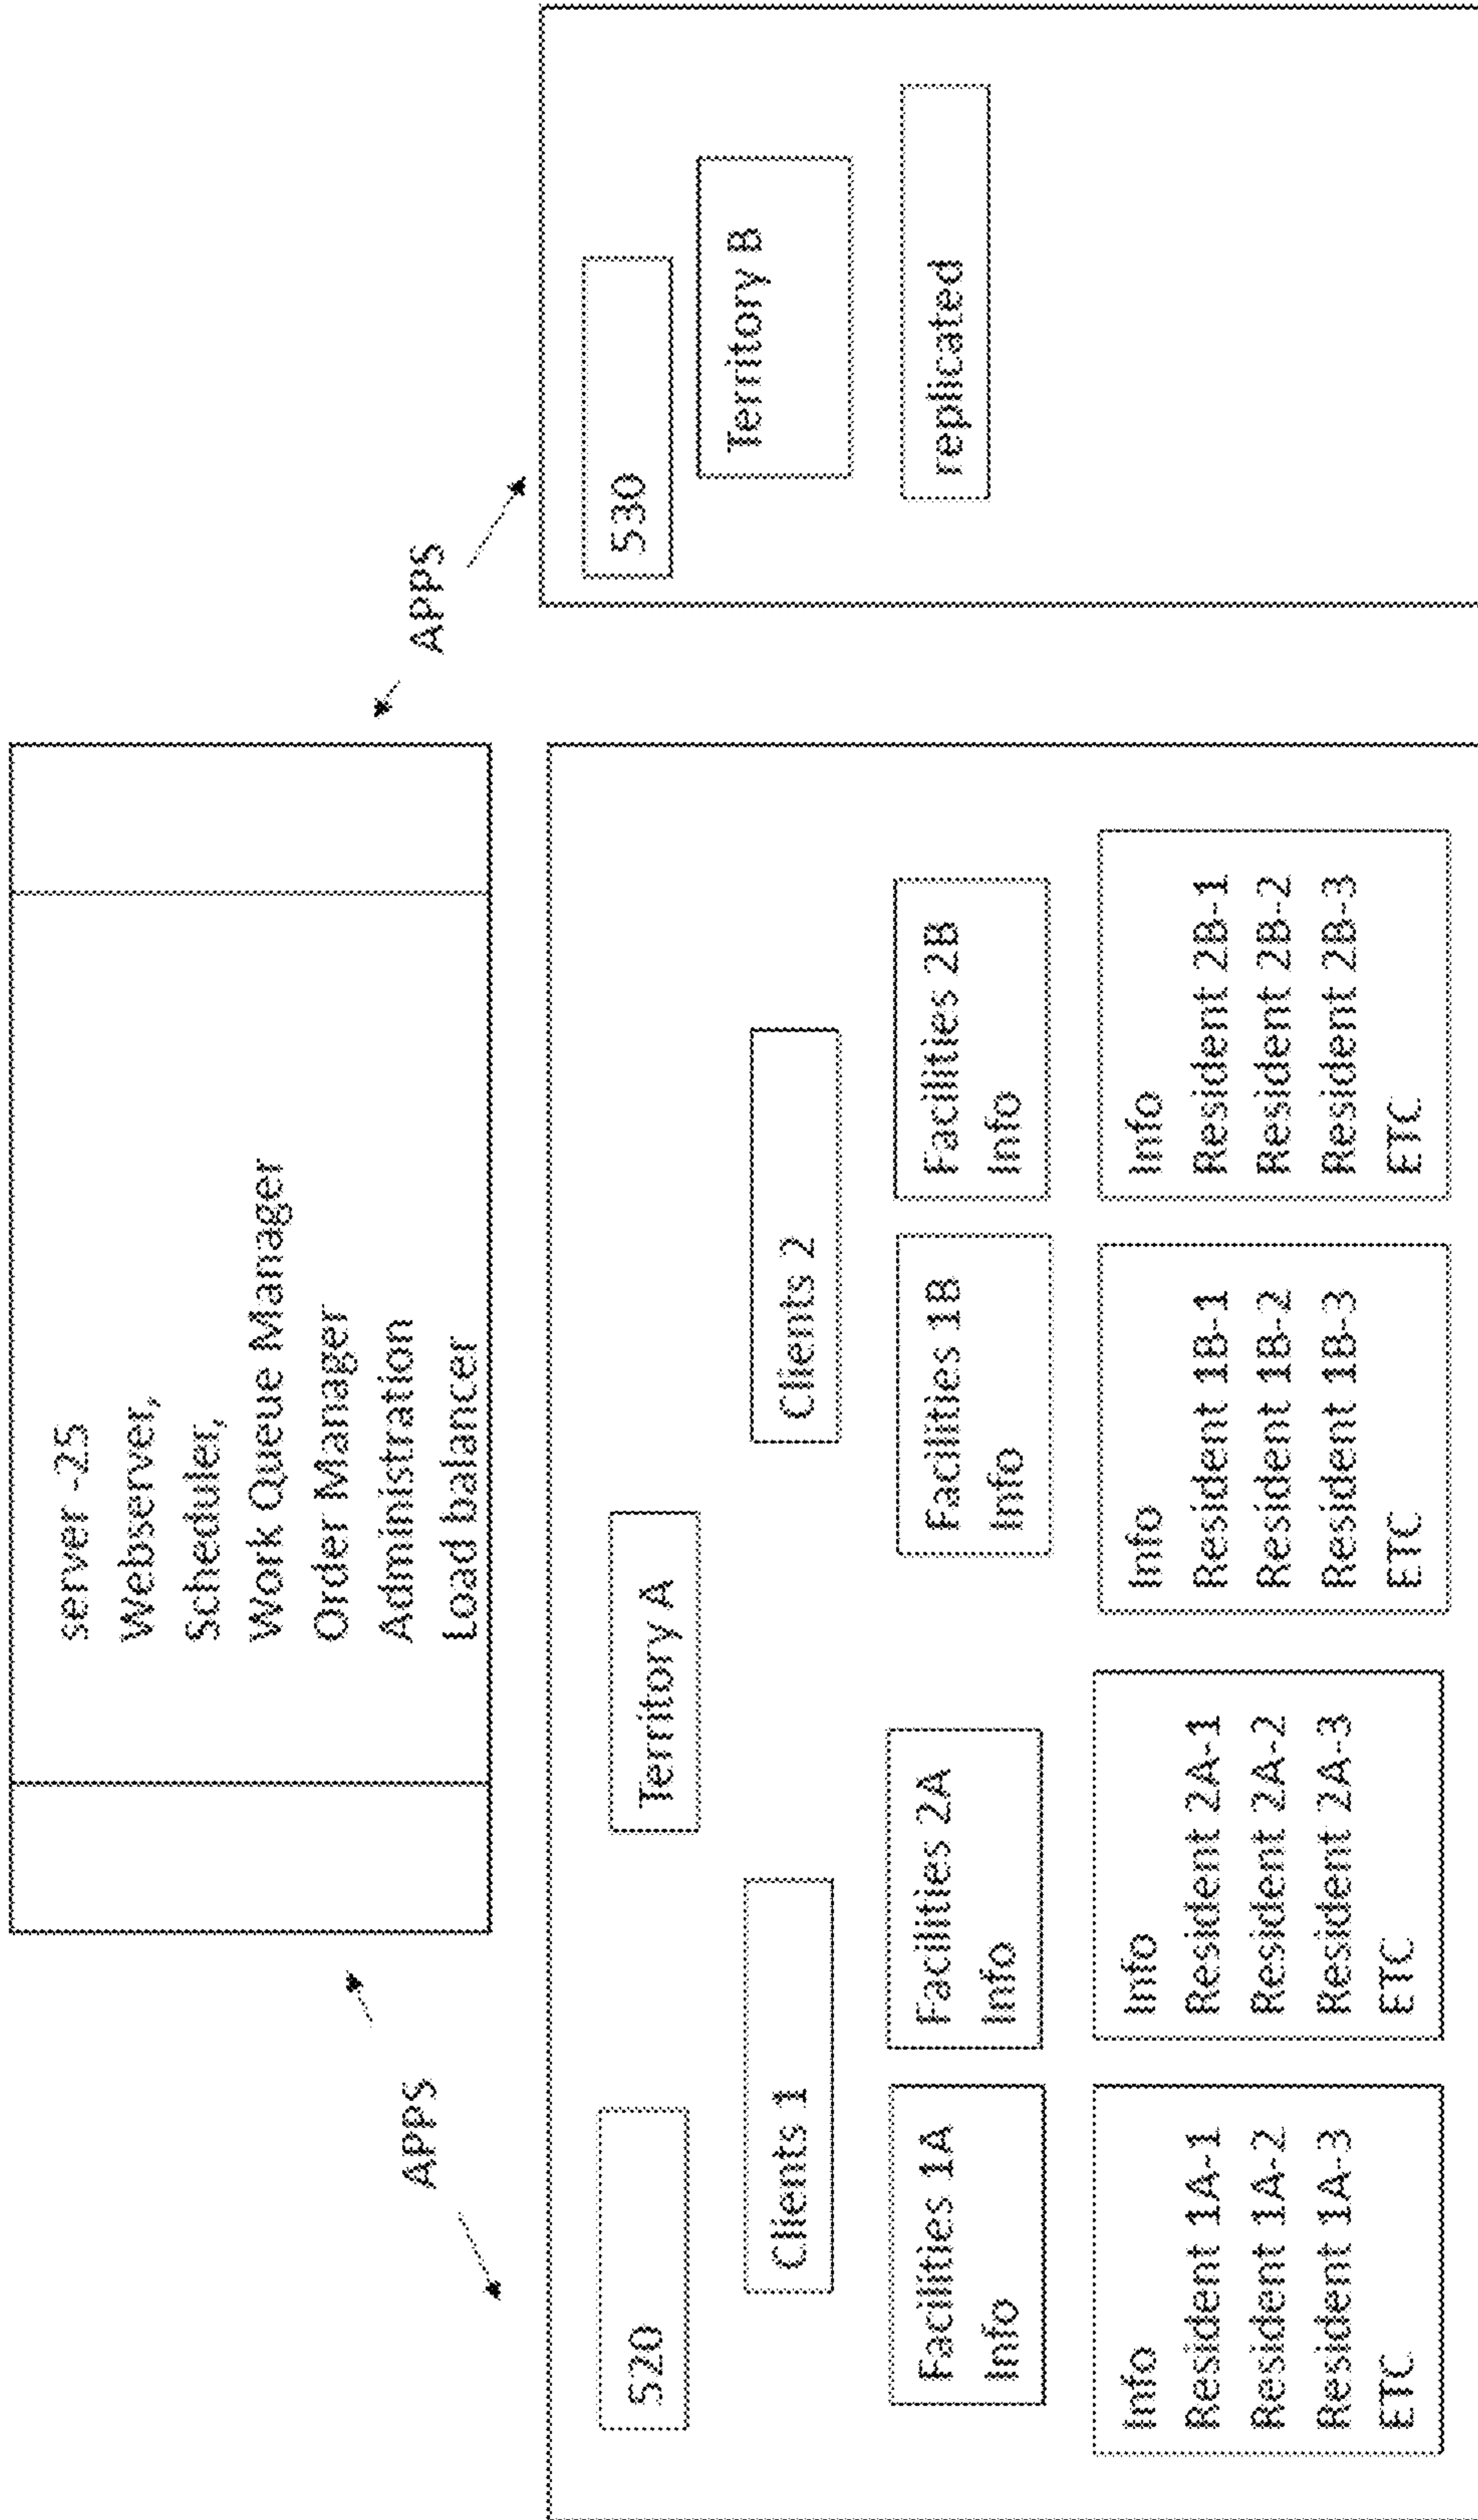 server -25
Webserver,
Scheduler,
Work Queue Manager
Order Manager
Administration
Load balancer
APPS
APPS
520
Territory A
Clients 1
Clients 2
Facilities 1A
Info
Facilities 2A
Info
Facilities 1B
Info
Facilities 2B
Info
Info
Resident 1A-1
Resident 1A-2
Resident 1A-3
ETC
Info
Resident 2A-1
Resident 2A-2
Resident 2A-3
ETC
Info
Resident 1B-1
Resident 1B-2
Resident 1B-3
ETC
Info
Resident 2B-1
Resident 2B-2
Resident 2B-3
ETC
530
Territory B
replicated